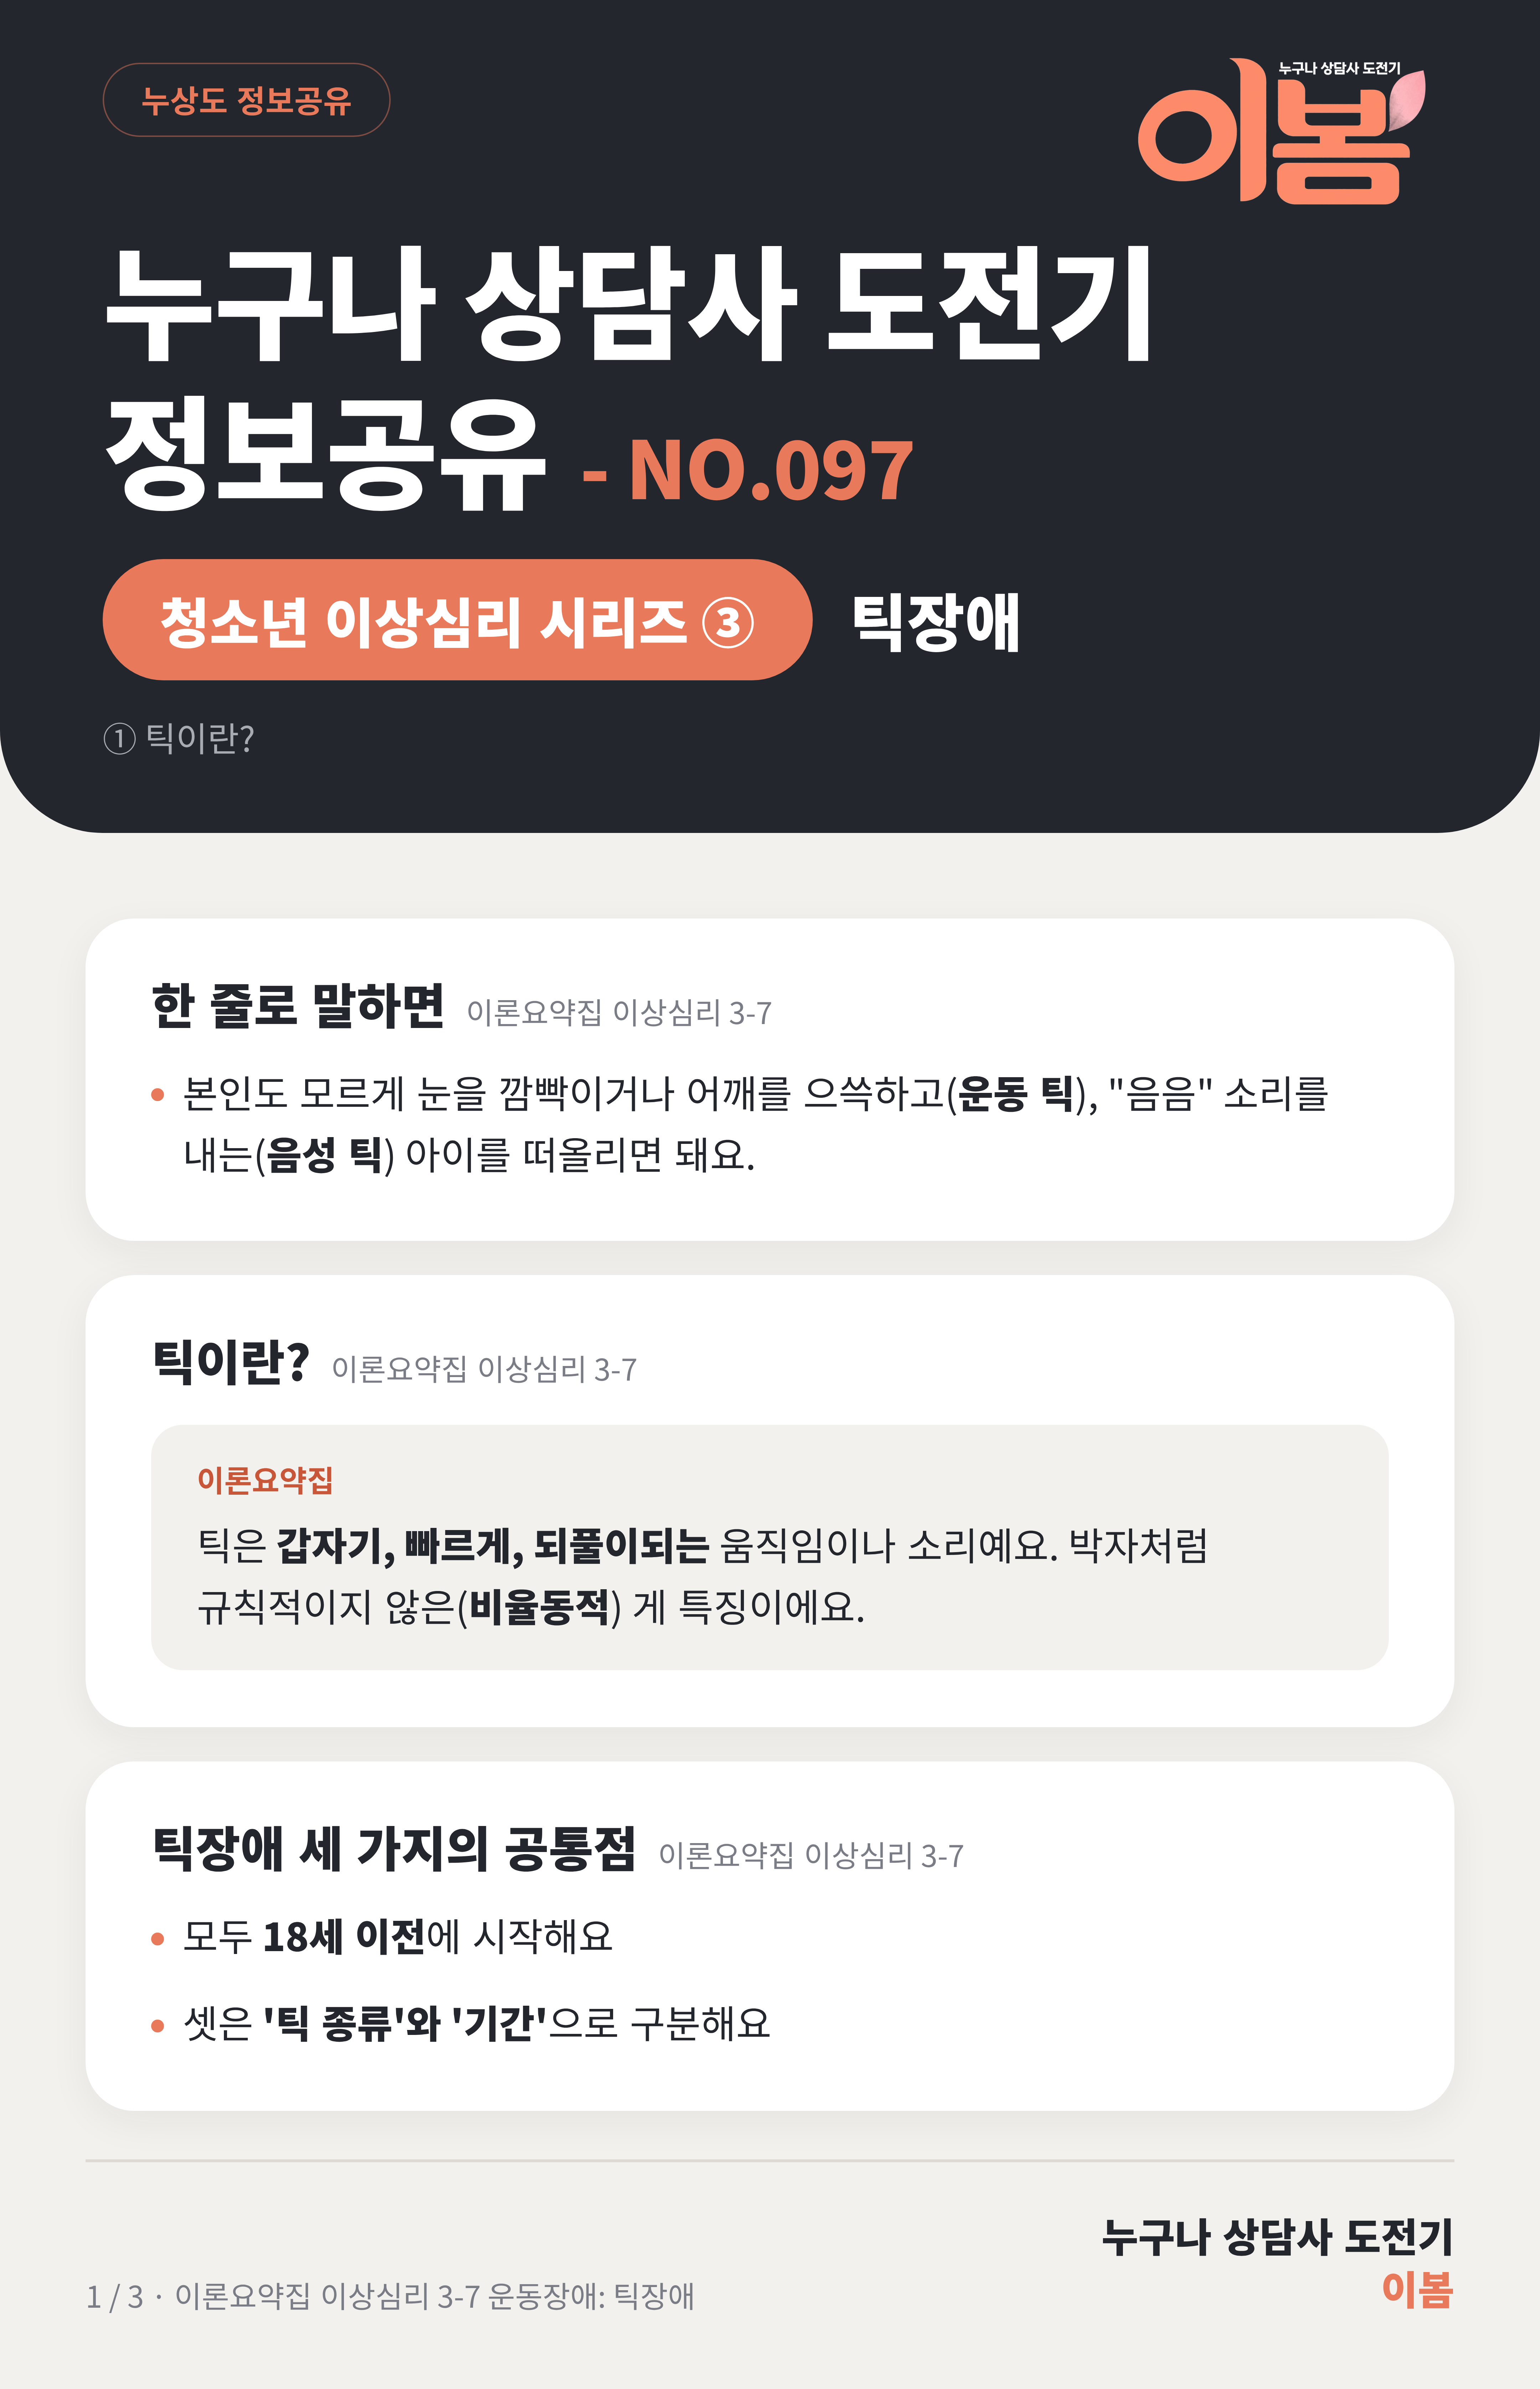 누상도 정보공유
누구나 상담사 도전기
이봄
누구나 상담사 도전기
정보공유 - NO.097
청소년 이상심리 시리즈 ③ 틱장애
① 틱이란?
한 줄로 말하면 이론요약집 이상심리 3-7
• 본인도 모르게 눈을 깜빡이거나 어깨를 으쓱하고(운동 틱), "음음" 소리를
내는(음성 틱) 아이를 떠올리면 돼요.
틱이란? 이론요약집 이상심리 3-7
이론요약집
틱은 갑자기, 빠르게, 되풀이되는 움직임이나 소리예요. 박자처럼
규칙적이지 않은(비율동적) 게 특징이에요.
틱장애 세 가지의 공통점 이론요약집 이상심리 3-7
• 모두 18세 이전에 시작해요
• 셋은 '틱 종류'와 '기간'으로 구분해요
누구나 상담사 도전기
이봄
1 / 3 · 이론요약집 이상심리 3-7 운동장애: 틱장애